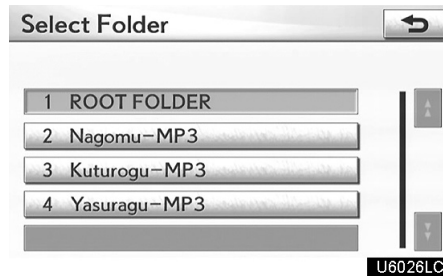 Select Folder
1 ROOT FOLDER
2 Nagomu-MP3
3 Kuturogu-MP3
4 Yasuragu-MP3
U6026LC